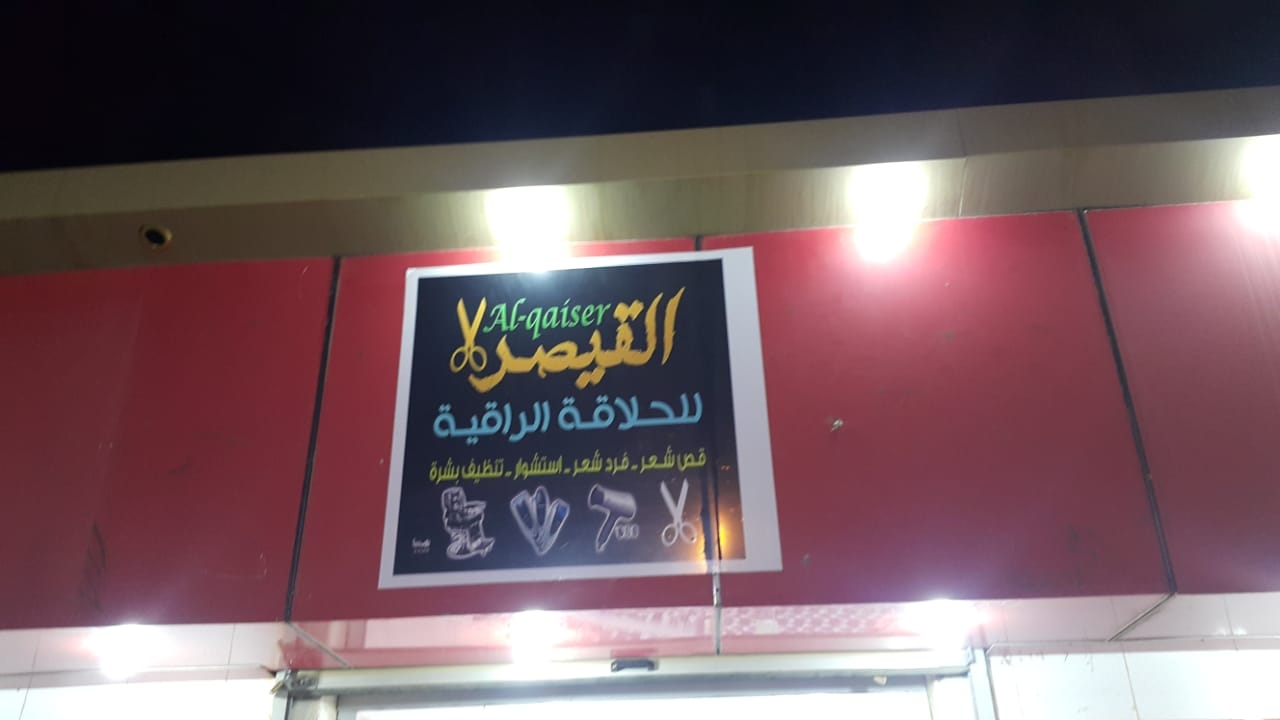 Al-qaiser
القيصر
للحلاقة الراقية
قص شعر - فرد شعر - استشوار - تنظيف بشرة